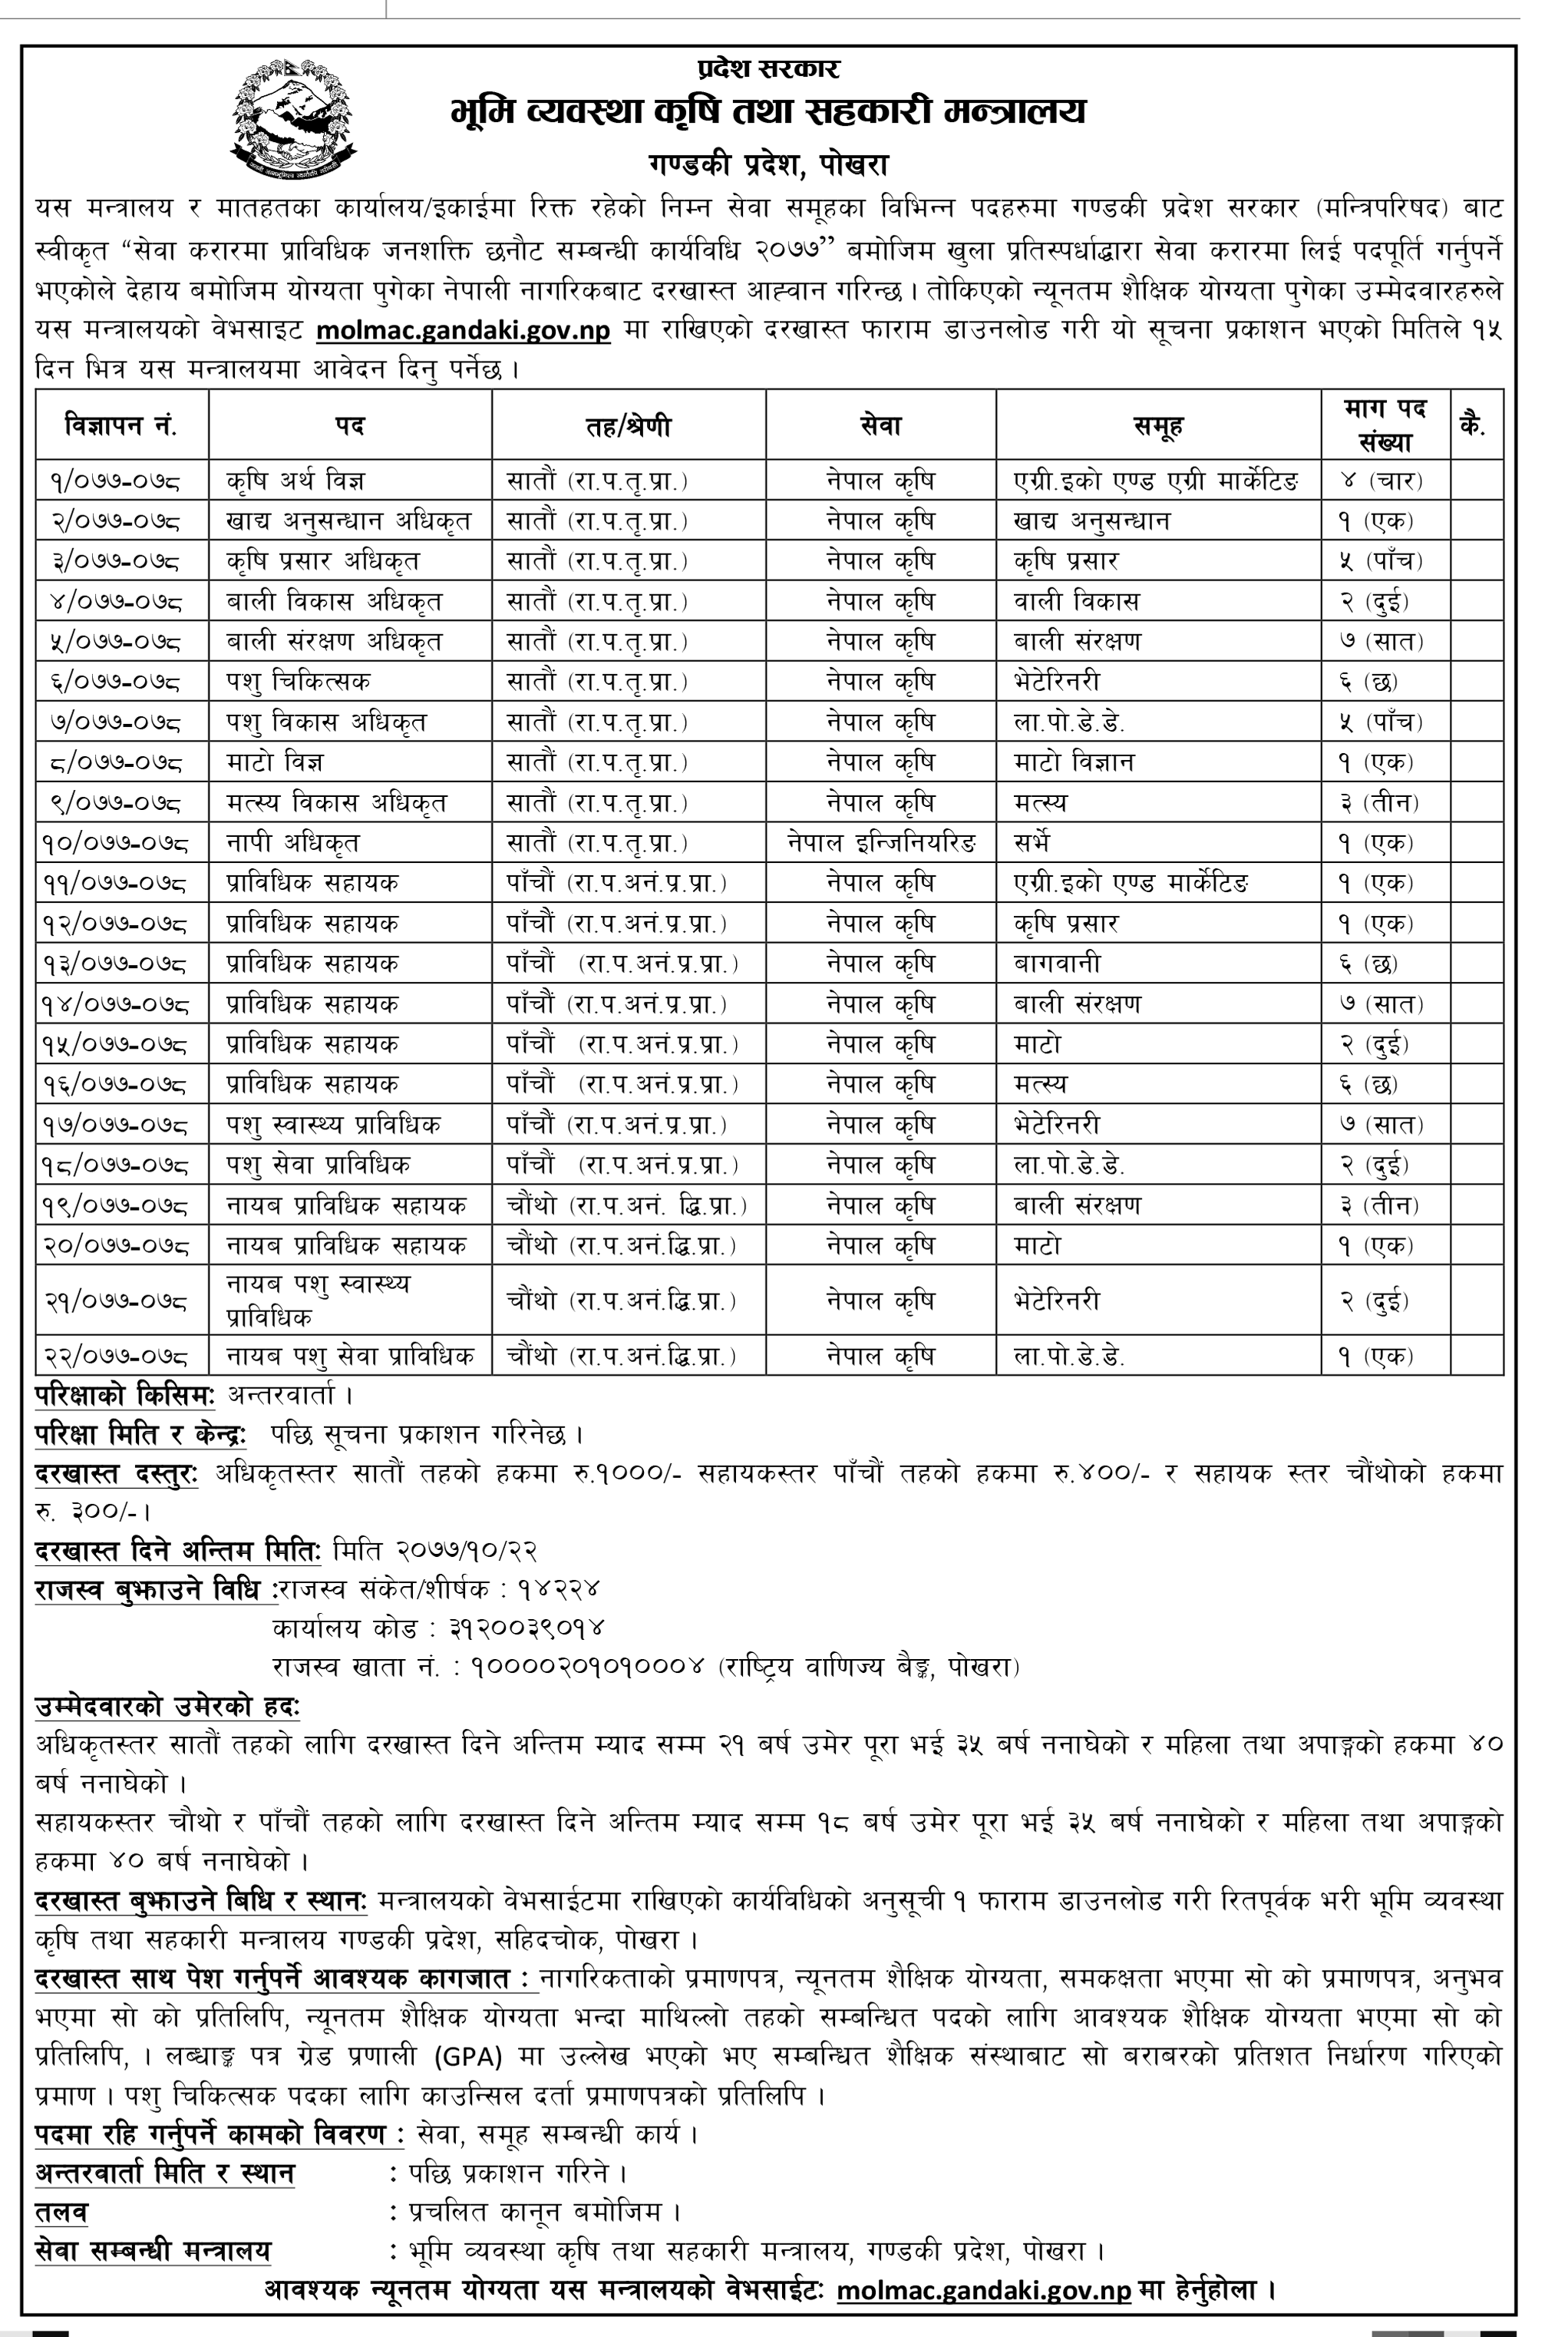 प्रदेश सरकार
भूमि व्यवस्था कृषि तथा सहकारी मन्त्रालय
गण्डकी प्रदेश, पोखरा
यस मन्त्रालय र मातहतका कार्यालय/इकाईमा रिक्त रहेको निम्न सेवा समूहका विभिन्न पदहरुमा गण्डकी प्रदेश सरकार (मन्त्रिपरिषद) बाट
स्वीकृत “सेवा करारमा प्राविधिक जनशक्ति छनौट सम्बन्धी कार्यविधि २०७७” बमोजिम खुला प्रतिस्पर्धाद्धारा सेवा करारमा लिई पदपूर्ति गर्नुपर्ने
भएकोले देहाय बमोजिम योग्यता पुगेका नेपाली नागरिकबाट दरखास्त आह्वान गरिन्छ । तोकिएको न्यूनतम शैक्षिक योग्यता पुगेका उम्मेदवारहरुले
यस मन्त्रालयको वेभसाइट molmac.gandaki.gov.np मा राखिएको दरखास्त फाराम डाउनलोड गरी यो सूचना प्रकाशन भएको मितिले १५
दिन भित्र यस मन्त्रालयमा आवेदन दिनु पर्नेछ ।
विज्ञापन नं. पद तह/श्रेणी सेवा समूह माग पद संख्या कै.
१/०७७-०७८ कृषि अर्थ विज्ञ सातौं (रा.प.तृ.प्रा.) नेपाल कृषि एग्री.इको एण्ड एग्री मार्केटिङ ४ (चार)
२/०७७-०७८ खाद्य अनुसन्धान अधिकृत सातौं (रा.प.तृ.प्रा.) नेपाल कृषि खाद्य अनुसन्धान १ (एक)
३/०७७-०७८ कृषि प्रसार अधिकृत सातौं (रा.प.तृ.प्रा.) नेपाल कृषि कृषि प्रसार ५ (पाँच)
४/०७७-०७८ बाली विकास अधिकृत सातौं (रा.प.तृ.प्रा.) नेपाल कृषि वाली विकास २ (दुई)
५/०७७-०७८ बाली संरक्षण अधिकृत सातौं (रा.प.तृ.प्रा.) नेपाल कृषि बाली संरक्षण ७ (सात)
६/०७७-०७८ पशु चिकित्सक सातौं (रा.प.तृ.प्रा.) नेपाल कृषि भेटेरिनरी ६ (छ)
७/०७७-०७८ पशु विकास अधिकृत सातौं (रा.प.तृ.प्रा.) नेपाल कृषि ला.पो.डे.डे. ५ (पाँच)
८/०७७-०७८ माटो विज्ञ सातौं (रा.प.तृ.प्रा.) नेपाल कृषि माटो विज्ञान १ (एक)
९/०७७-०७८ मत्स्य विकास अधिकृत सातौं (रा.प.तृ.प्रा.) नेपाल कृषि मत्स्य ३ (तीन)
१०/०७७-०७८ नापी अधिकृत सातौं (रा.प.तृ.प्रा.) नेपाल इन्जिनियरिङ सर्भे १ (एक)
११/०७७-०७८ प्राविधिक सहायक पाँचौं (रा.प.अनं.प्र.प्रा.) नेपाल कृषि एग्री.इको एण्ड मार्केटिङ १ (एक)
१२/०७७-०७८ प्राविधिक सहायक पाँचौं (रा.प.अनं.प्र.प्रा.) नेपाल कृषि कृषि प्रसार १ (एक)
१३/०७७-०७८ प्राविधिक सहायक पाँचौं (रा.प.अनं.प्र.प्रा.) नेपाल कृषि बागवानी ६ (छ)
१४/०७७-०७८ प्राविधिक सहायक पाँचौं (रा.प.अनं.प्र.प्रा.) नेपाल कृषि बाली संरक्षण ७ (सात)
१५/०७७-०७८ प्राविधिक सहायक पाँचौं (रा.प.अनं.प्र.प्रा.) नेपाल कृषि माटो २ (दुई)
१६/०७७-०७८ प्राविधिक सहायक पाँचौं (रा.प.अनं.प्र.प्रा.) नेपाल कृषि मत्स्य ६ (छ)
१७/०७७-०७८ पशु स्वास्थ्य प्राविधिक पाँचौं (रा.प.अनं.प्र.प्रा.) नेपाल कृषि भेटेरिनरी ७ (सात)
१८/०७७-०७८ पशु सेवा प्राविधिक पाँचौं (रा.प.अनं.प्र.प्रा.) नेपाल कृषि ला.पो.डे.डे. २ (दुई)
१९/०७७-०७८ नायब प्राविधिक सहायक चौंथो (रा.प.अनं. द्धि.प्रा.) नेपाल कृषि बाली संरक्षण ३ (तीन)
२०/०७७-०७८ नायब प्राविधिक सहायक चौंथो (रा.प.अनं.द्धि.प्रा.) नेपाल कृषि माटो १ (एक)
२१/०७७-०७८ नायब पशु स्वास्थ्य प्राविधिक चौंथो (रा.प.अनं.द्धि.प्रा.) नेपाल कृषि भेटेरिनरी २ (दुई)
२२/०७७-०७८ नायब पशु सेवा प्राविधिक चौंथो (रा.प.अनं.द्धि.प्रा.) नेपाल कृषि ला.पो.डे.डे. १ (एक)
परिक्षाको किसिमः अन्तरवार्ता ।
परिक्षा मिति र केन्द्रः पछि सूचना प्रकाशन गरिनेछ ।
दरखास्त दस्तुरः अधिकृतस्तर सातौं तहको हकमा रु.१०००/- सहायकस्तर पाँचौं तहको हकमा रु.४००/- र सहायक स्तर चौंथोको हकमा
रु. ३००/-।
दरखास्त दिने अन्तिम मितिः मिति २०७७/१०/२२
राजस्व बुझाउने विधि :राजस्व संकेत/शीर्षक : १४२२४
कार्यालय कोड : ३१२००३९०१४
राजस्व खाता नं. : १००००२०१०१०००४ (राष्ट्रिय वाणिज्य बैङ्क, पोखरा)
उम्मेदवारको उमेरको हदः
अधिकृतस्तर सातौं तहको लागि दरखास्त दिने अन्तिम म्याद सम्म २१ बर्ष उमेर पूरा भई ३५ बर्ष ननाघेको र महिला तथा अपाङ्गको हकमा ४०
बर्ष ननाघेको ।
सहायकस्तर चौथो र पाँचौं तहको लागि दरखास्त दिने अन्तिम म्याद सम्म १८ बर्ष उमेर पूरा भई ३५ बर्ष ननाघेको र महिला तथा अपाङ्गको
हकमा ४० बर्ष ननाघेको ।
दरखास्त बुझाउने बिधि र स्थानः मन्त्रालयको वेभसाईटमा राखिएको कार्यविधिको अनुसूची १ फाराम डाउनलोड गरी रितपूर्वक भरी भूमि व्यवस्था
कृषि तथा सहकारी मन्त्रालय गण्डकी प्रदेश, सहिदचोक, पोखरा ।
दरखास्त साथ पेश गर्नुपर्ने आवश्यक कागजात : नागरिकताको प्रमाणपत्र, न्यूनतम शैक्षिक योग्यता, समकक्षता भएमा सो को प्रमाणपत्र, अनुभव
भएमा सो को प्रतिलिपि, न्यूनतम शैक्षिक योग्यता भन्दा माथिल्लो तहको सम्बन्धित पदको लागि आवश्यक शैक्षिक योग्यता भएमा सो को
प्रतिलिपि, । लब्धाङ्क पत्र ग्रेड प्रणाली (GPA) मा उल्लेख भएको भए सम्बन्धित शैक्षिक संस्थाबाट सो बराबरको प्रतिशत निर्धारण गरिएको
प्रमाण । पशु चिकित्सक पदका लागि काउन्सिल दर्ता प्रमाणपत्रको प्रतिलिपि ।
पदमा रहि गर्नुपर्ने कामको विवरण : सेवा, समूह सम्बन्धी कार्य ।
अन्तरवार्ता मिति र स्थान : पछि प्रकाशन गरिने ।
तलव : प्रचलित कानून बमोजिम ।
सेवा सम्बन्धी मन्त्रालय : भूमि व्यवस्था कृषि तथा सहकारी मन्त्रालय, गण्डकी प्रदेश, पोखरा ।
आवश्यक न्यूनतम योग्यता यस मन्त्रालयको वेभसाईटः molmac.gandaki.gov.np मा हेर्नुहोला ।